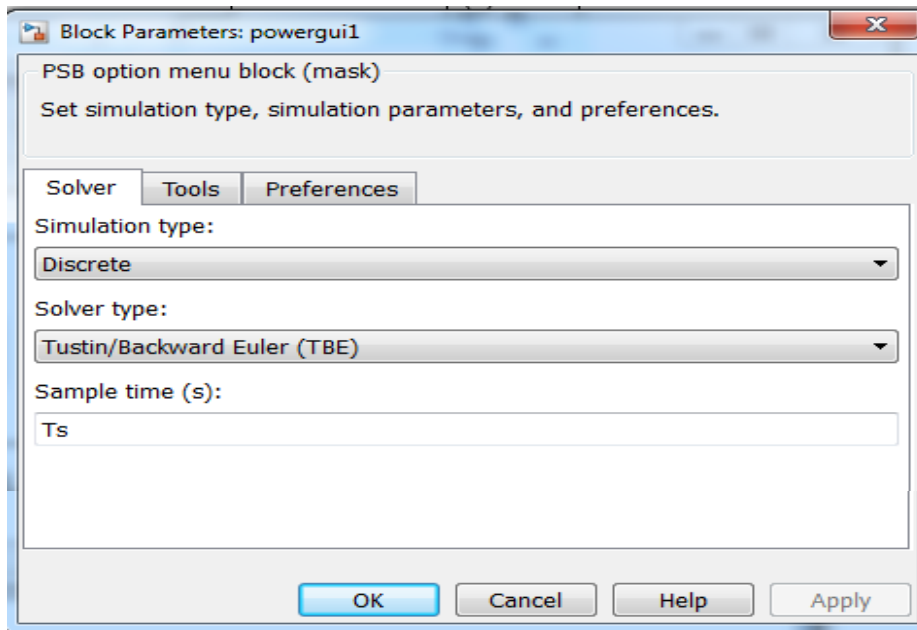 Block Parameters: powergui1
PSB option menu block (mask)
Set simulation type, simulation parameters, and preferences.
Solver Tools Preferences
Simulation type:
Discrete
Solver type:
Tustin/Backward Euler (TBE)
Sample time (s):
Ts
OK Cancel Help Apply